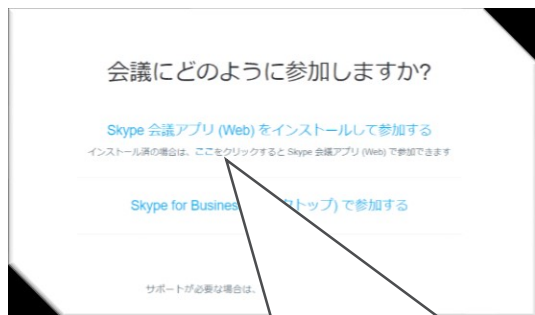 会議にどのように参加しますか?
Skype 会議アプリ (Web) をインストールして参加する
インストール済の場合は、ここをクリックすると Skype 会議アプリ (Web) で参加できます
Skype for Busines トップ) で参加する
サポートが必要な場合は、